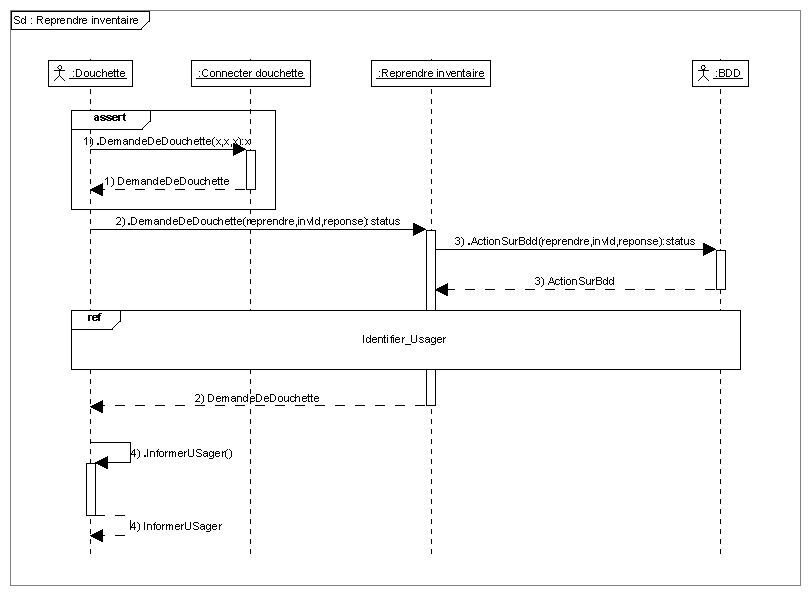 Sd : Reprendre inventaire
:Douchette
:Connecter douchette
:Reprendre inventaire
:BDD
assert
1) .DemandeDeDouchette(x,x,x):x
1) DemandeDeDouchette
2) .DemandeDeDouchette(reprendre,invId,reponse):status
3) .ActionSurBdd(reprendre,invId,reponse):status
3) ActionSurBdd
ref
Identifier_Usager
2) DemandeDeDouchette
4) .InformerUSager()
4) InformerUSager